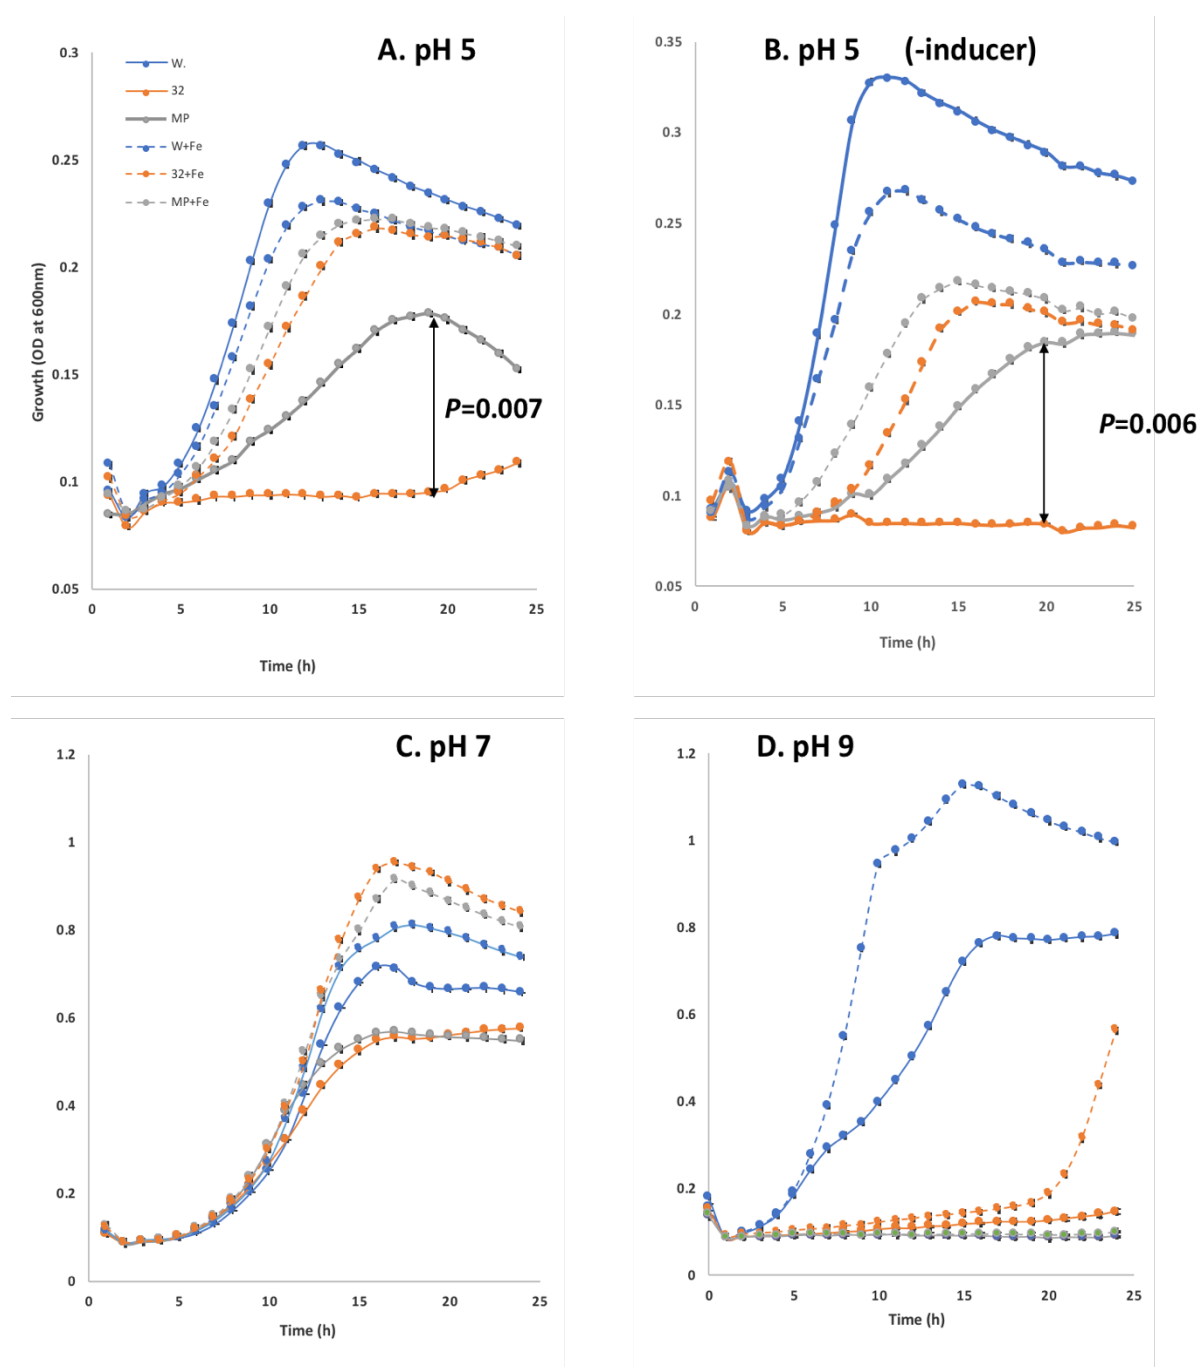 A. pH 5
0.3
0.25
0.2
0.15
0.1
0.05
0 5 10 15 20 25
Growth (OD at 600nm)
Time (h)
W.
32
MP
W+Fe
32+Fe
MP+Fe
P=0.007
B. pH 5 (-inducer)
0.35
0.3
0.25
0.2
0.15
0.1
0.05
0 5 10 15 20 25
Time (h)
P=0.006
C. pH 7
1.2
1
0.8
0.6
0.4
0.2
0
0 5 10 15 20 25
Time (h)
D. pH 9
1.2
1
0.8
0.6
0.4
0.2
0
0 5 10 15 20 25
Time (h)